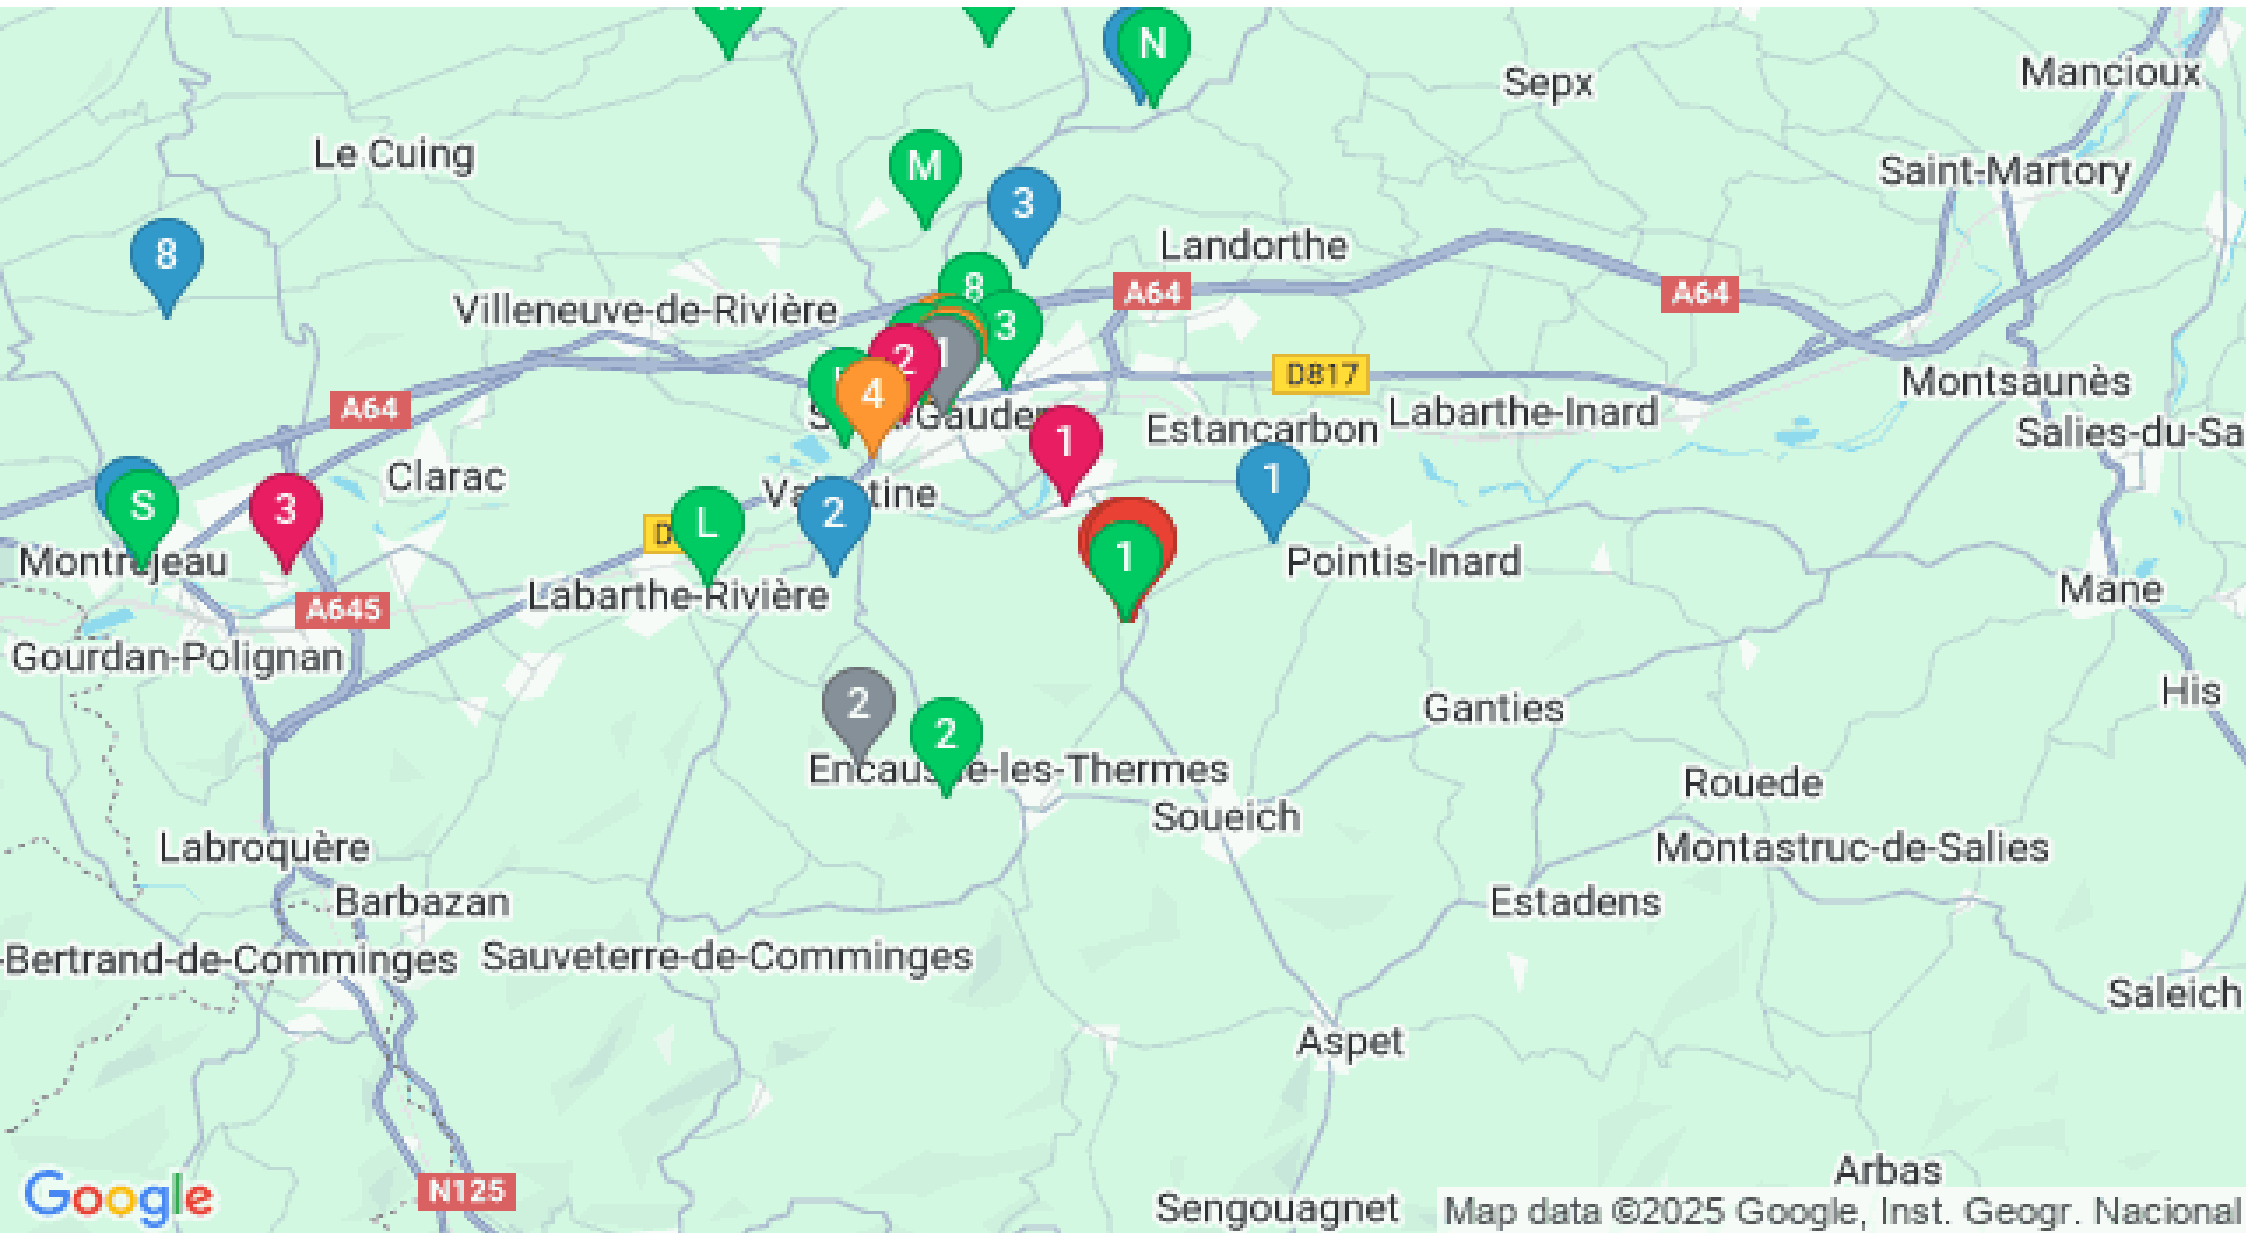 N
Sepx
Mancioux
Le Cuing
M
Saint-Martory
3
8
Landorthe
8
A64
A64
Villeneuve-de-Rivière
3
2
1
D817
Montsaunès
4
A64
Labarthe-Inard
Estancarbon
Salies-du-Sa
1
Clarac
1
S
3
L
2
Montrejeau
Pointis-Inard
1
Mane
Labarthe-Rivière
A645
Gourdan-Polignan
His
2
Ganties
2
Rouede
Soueich
Labroquère
Montastruc-de-Salies
Barbazan
Estadens
-Bertrand-de-Comminges
Sauveterre-de-Comminges
Saleich
Aspet
Arbas
N125
Google
Sengouagnet
Map data ©2025 Google, Inst. Geogr. Nacional